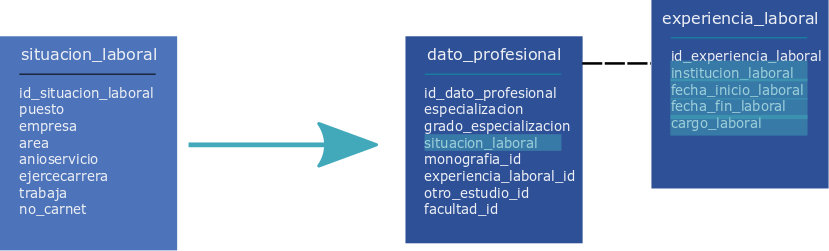 situacion_laboral
id_situacion_laboral
puesto
empresa
area
anioservicio
ejercecarrera
trabaja
no_carnet
dato_profesional
id_dato_profesional
especializacion
grado_especializacion
situacion_laboral
monografia_id
experiencia_laboral_id
otro_estudio_id
facultad_id
experiencia_laboral
id_experiencia_laboral
institucion_laboral
fecha_inicio_laboral
fecha_fin_laboral
cargo_laboral